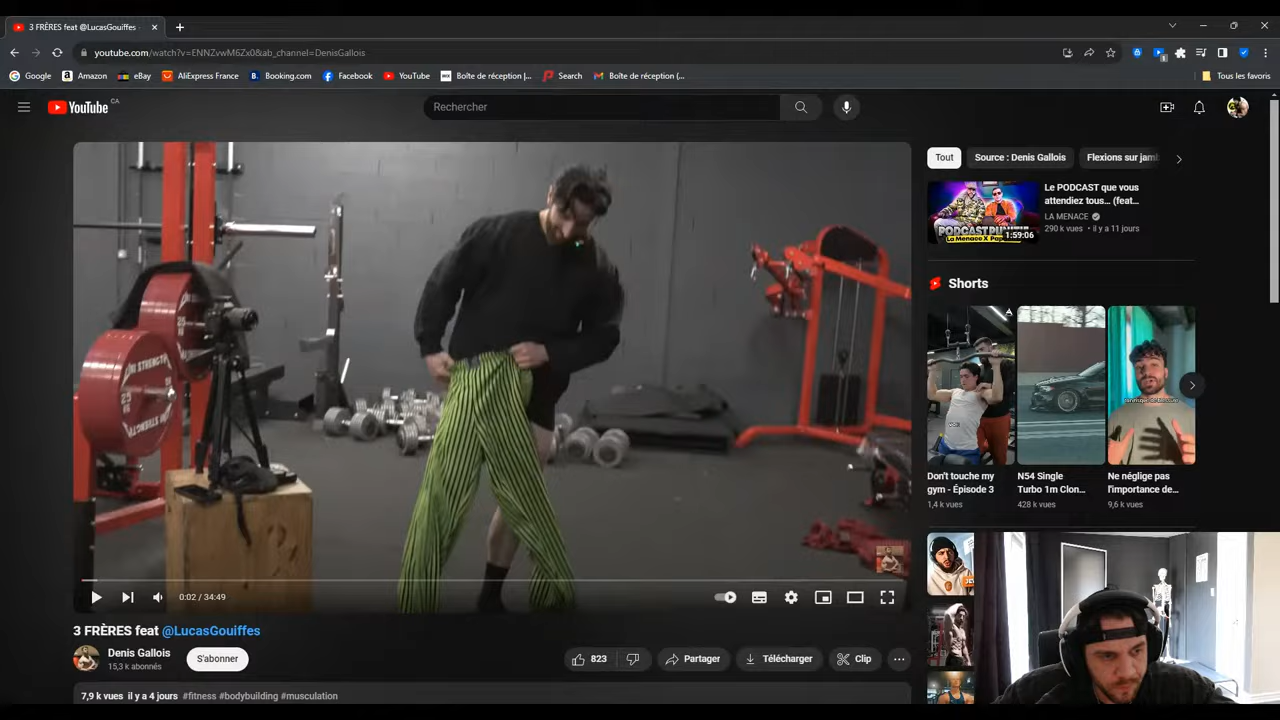 3 FRÈRES feat @LucasGouiffes
youtube.com/watch?v=ENNZvwM6Zx0&ab_channel=DenisGallois
Google
Amazon
eBay
AliExpress France
Booking.com
Facebook
YouTube
Boîte de réception |...
Search
Boîte de réception (...
Tous les favoris
YouTube CA
Rechercher
Tout
Source : Denis Gallois
Flexions sur jamb
Le PODCAST que vous
attendiez tous... (feat...
LA MENACE
290 k vues • il y a 11 jours
La Menace X
1:59:06
Shorts
Don't touche my
gym - Épisode 3
1,4 k vues
N54 Single
Turbo 1m Clon...
428 k vues
Ne néglige pas
l'importance de...
9,6 k vues
25
0:02 / 34:49
3 FRÈRES feat @LucasGouiffes
Denis Gallois
15,3 k abonnés
S'abonner
823
Partager
Télécharger
Clip
7,9 k vues il y a 4 jours #fitness #bodybuilding #musculation